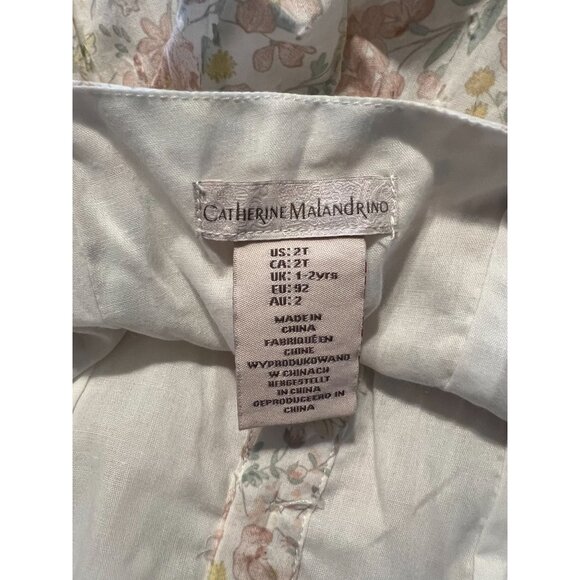 CATHERINE MALANDRINO
US: 2T
CA: 2T
UK: 1-2yrs
EU: 92
AU: 2
MADE IN
CHINA
FABRIQUÉ EN
CHINE
WYPRODUKOWANO
W CHINACH
HERGESTELLT
IN CHINA
GEPRODUCEERD IN
CHINA